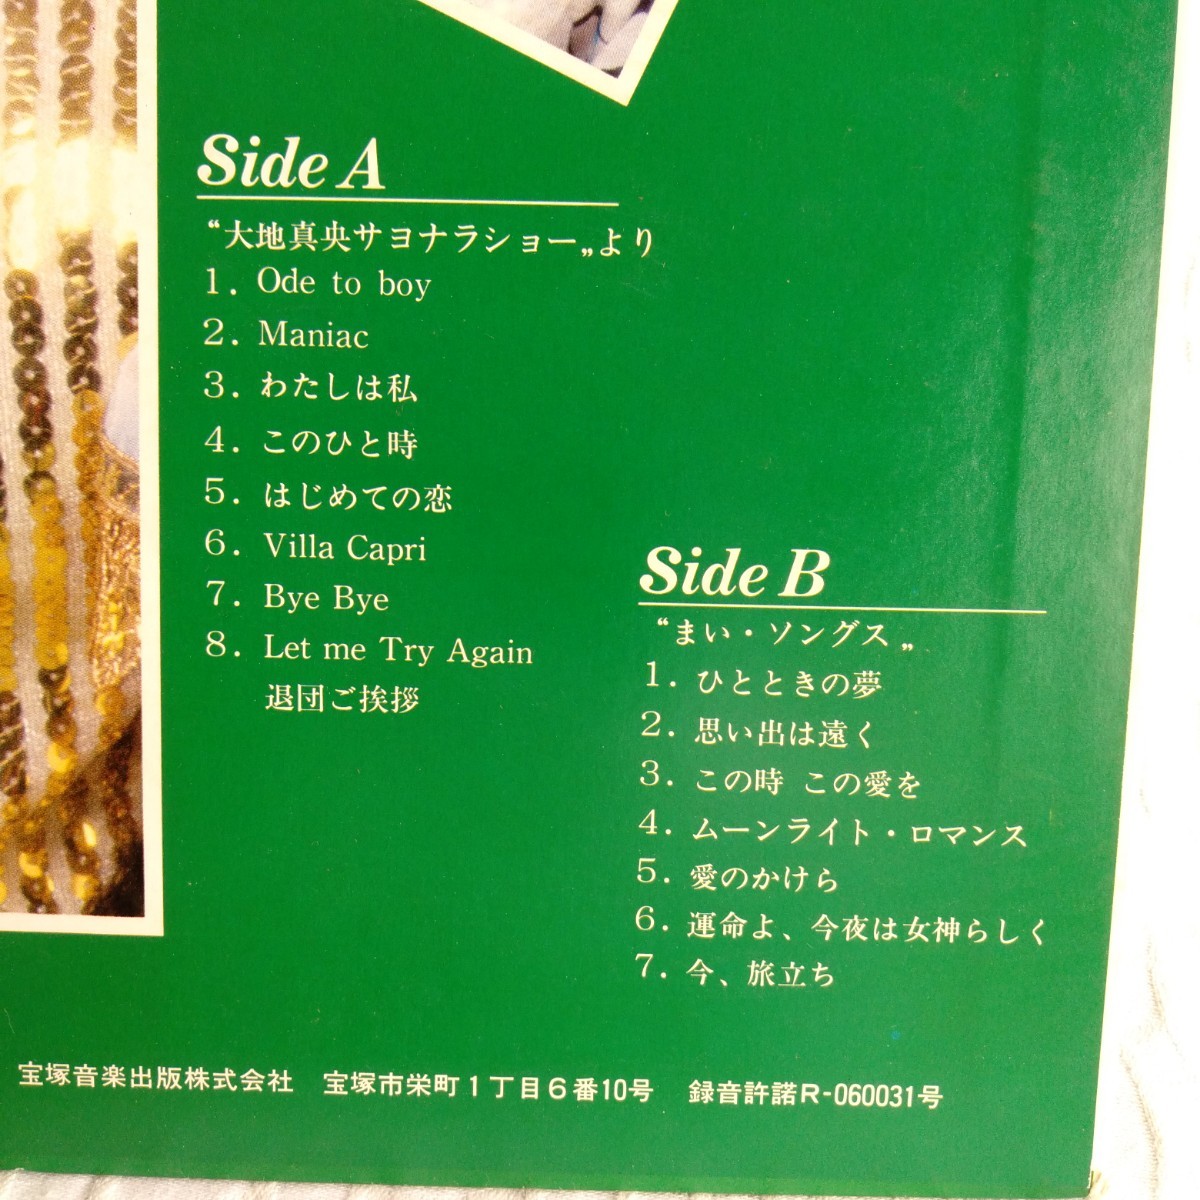 Side A
“大地真央サヨナラショー„より
1. Ode to boy
2. Maniac
3. わたしは私
4. このひと時
5. はじめての恋
6. Villa Capri
7. Bye Bye
8. Let me Try Again
退団ご挨拶
Side B
“まい・ソングス„
1. ひとときの夢
2. 思い出は遠く
3. この時 この愛を
4. ムーンライト・ロマンス
5. 愛のかけら
6. 運命よ、今夜は女神らしく
7. 今、旅立ち
宝塚音楽出版株式会社 宝塚市栄町1丁目6番10号 録音許諾R-060031号